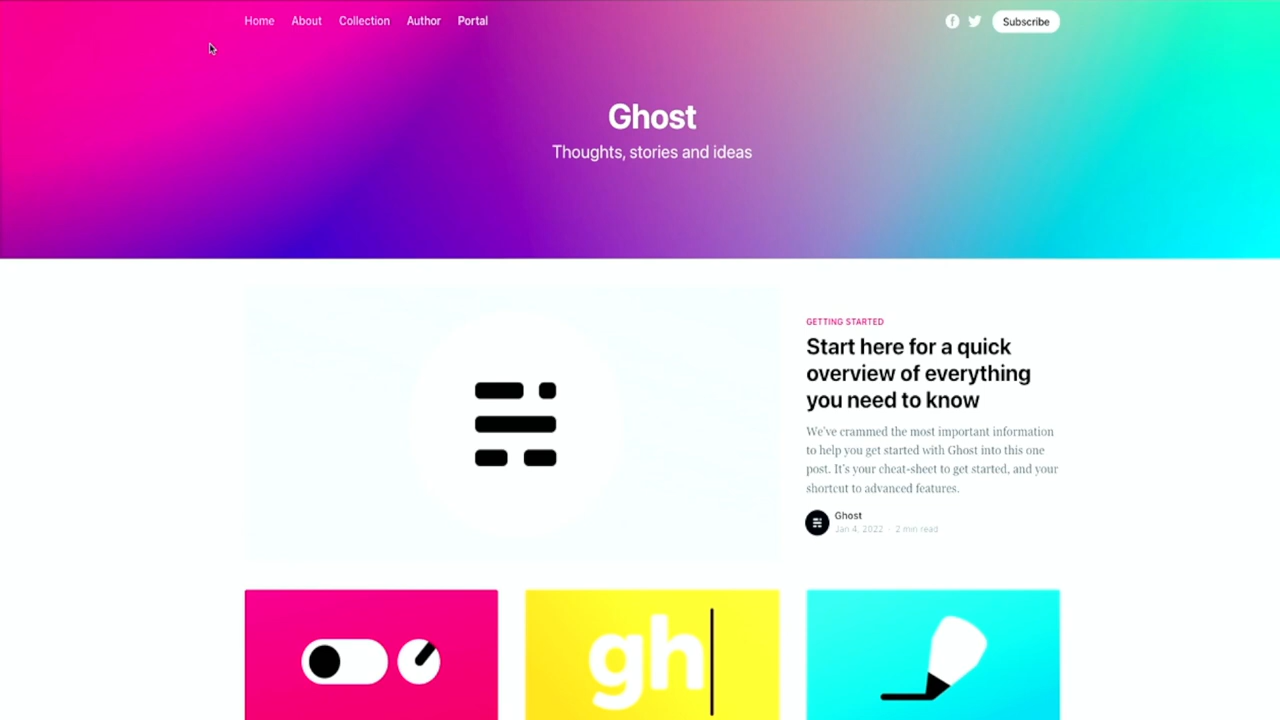 Home About Collection Author Portal
Subscribe
Ghost
Thoughts, stories and ideas
GETTING STARTED
Start here for a quick
overview of everything
you need to know
We've crammed the most important information
to help you get started with Ghost into this one
post. It's your cheat-sheet to get started, and your
shortcut to advanced features.
Ghost
Jan 4, 2022 · 2 min read
gh